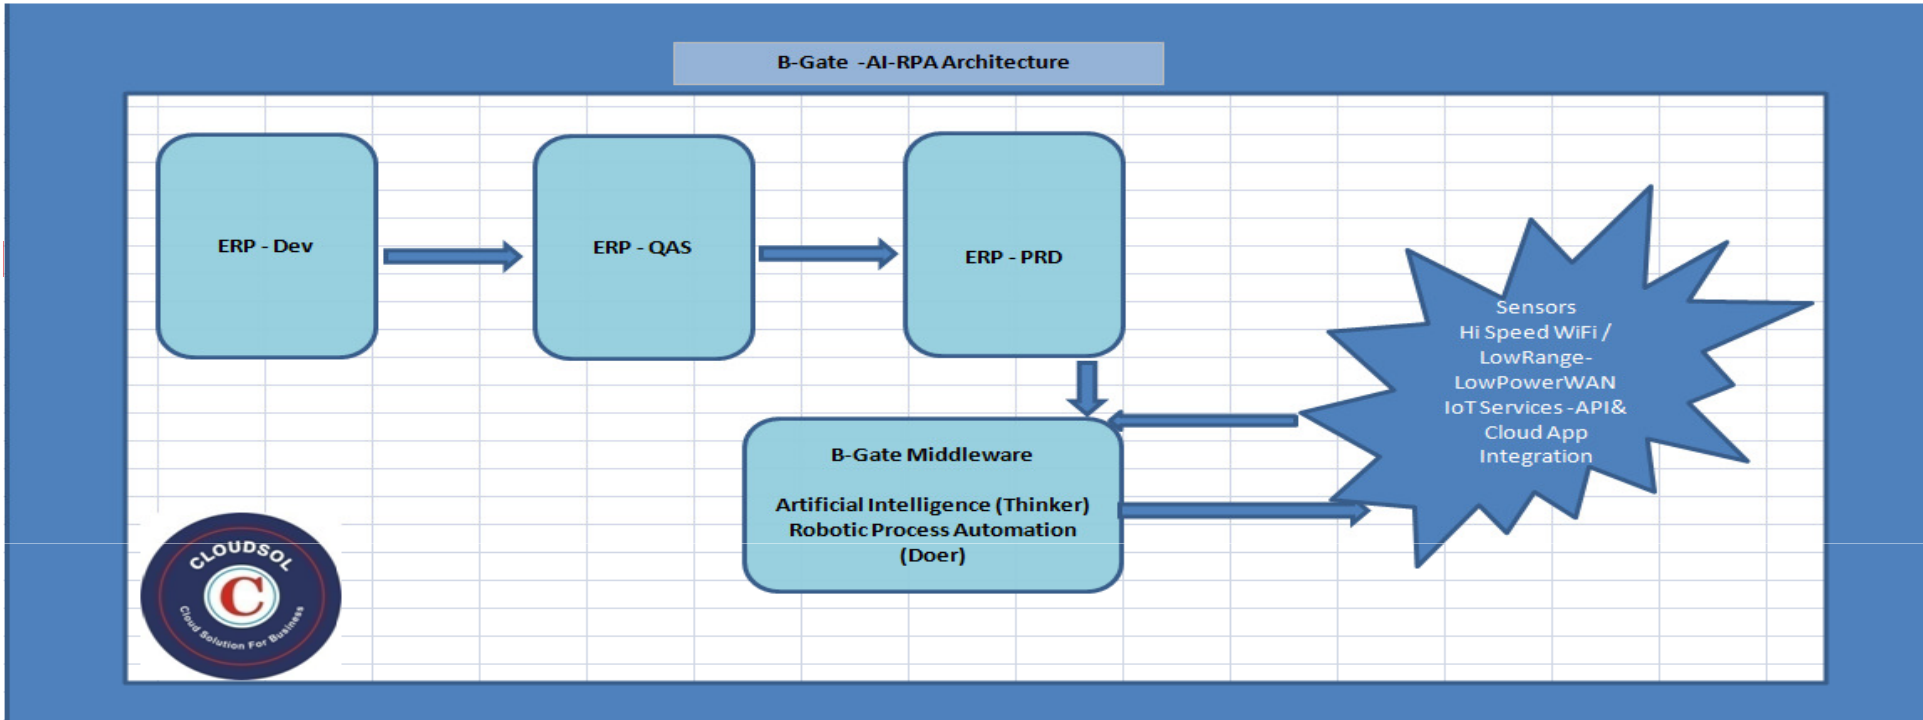 B-Gate -AI-RPA Architecture
ERP - Dev
ERP - QAS
ERP - PRD
Sensors
Hi Speed WiFi /
LowRange-
LowPowerWAN
IoT Services -API&
Cloud App
Integration
B-Gate Middleware
Artificial Intelligence (Thinker)
Robotic Process Automation
(Doer)
CLOUDSOL
C
Cloud Solution For Business